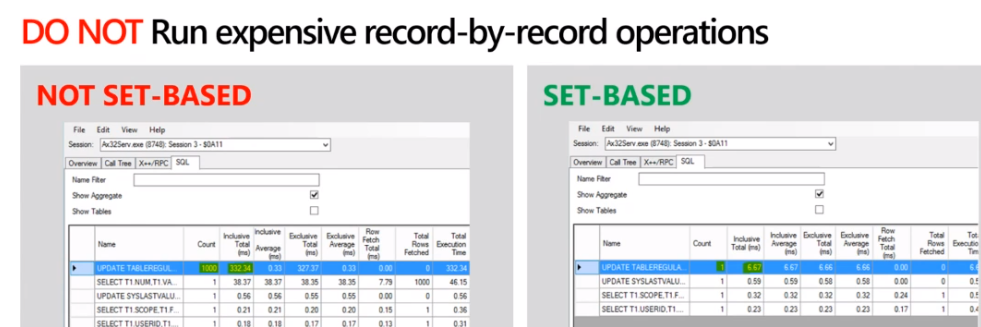 DO NOT Run expensive record-by-record operations
NOT SET-BASED
File Edit View Help
Session: Ax32Serv.exe (8748): Session 3 - $0A11
Overview Call Tree X++/RPC SQL
Name Filter
Show Aggregate
Show Tables
Name Count Inclusive Total (ms) Inclusive Average (ms) Exclusive Total (ms) Exclusive Average (ms) Row Fetch Total (ms) Total Rows Fetched Total Execution Time
UPDATE TABLEREGUL... 1000 332.34 0.33 327.37 0.33 0.00 0 332.34
SELECT T1.NUM,T1.VA... 1 38.37 38.37 38.35 38.35 7.79 1000 46.15
UPDATE SYSLASTVALU... 1 0.56 0.56 0.55 0.55 0.00 0 0.56
SELECT T1.SCOPE,T1.F... 1 0.21 0.21 0.20 0.20 0.15 1 0.36
SELECT T1.USERID,T1.... 1 0.18 0.18 0.17 0.17 0.13 1 0.31
SET-BASED
File Edit View Help
Session: Ax32Serv.exe (8748): Session 3 - $0A11
Overview Call Tree X++/RPC SQL
Name Filter
Show Aggregate
Show Tables
Name Count Inclusive Total (ms) Inclusive Average (ms) Exclusive Total (ms) Exclusive Average (ms) Row Fetch Total (ms) Total Rows Fetched
UPDATE TABLEREGULA... 1 6.67 6.67 6.66 6.66 0.00 0
UPDATE SYSLASTVALU... 1 0.59 0.59 0.58 0.58 0.00 0
SELECT T1.SCOPE,T1.F... 1 0.32 0.32 0.32 0.32 0.24 1
SELECT T1.USERID,T1.... 1 0.23 0.23 0.23 0.23 0.17 1